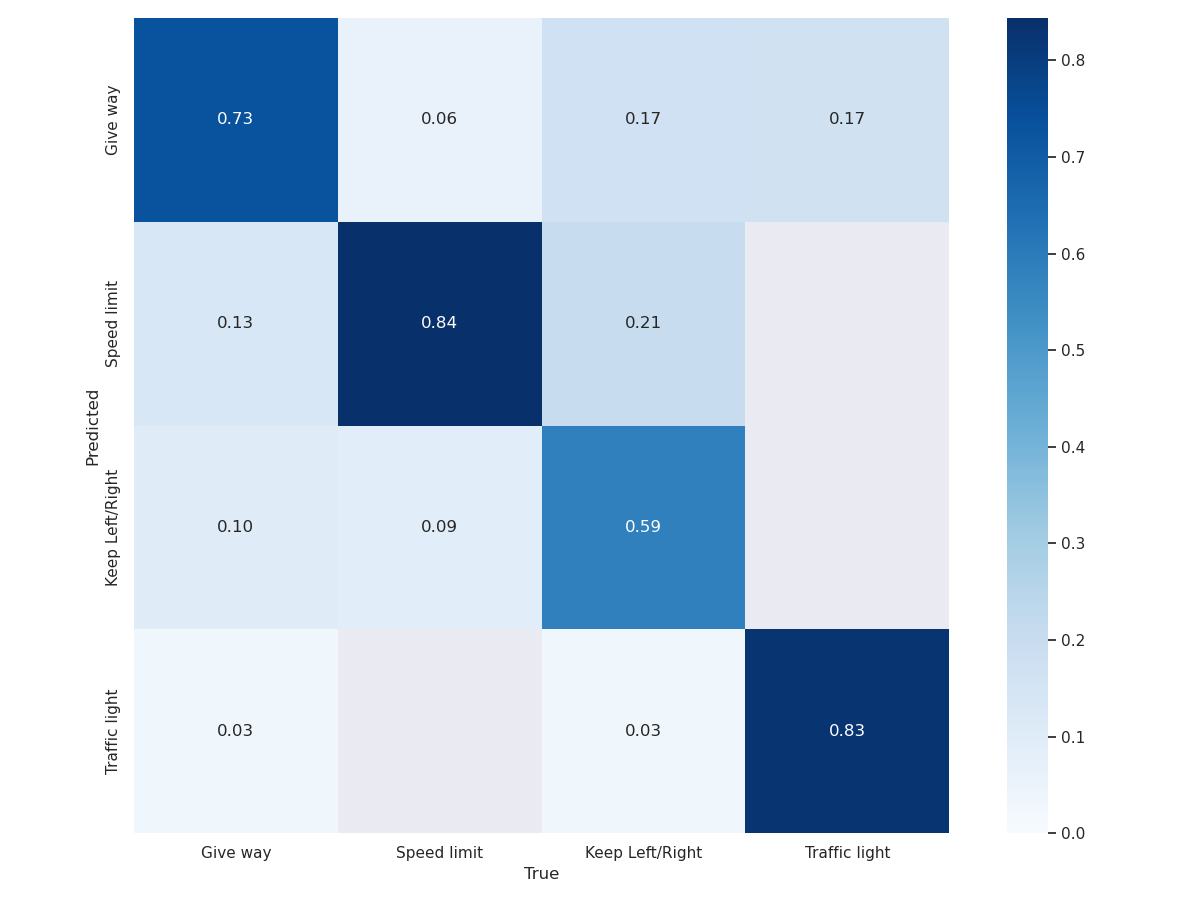 Predicted
Give way
0.73
0.06
0.17
0.17
Speed limit
0.13
0.84
0.21
Keep Left/Right
0.10
0.09
0.59
Traffic light
0.03
0.03
0.83
Give way
Speed limit
Keep Left/Right
Traffic light
True
0.8
0.7
0.6
0.5
0.4
0.3
0.2
0.1
0.0